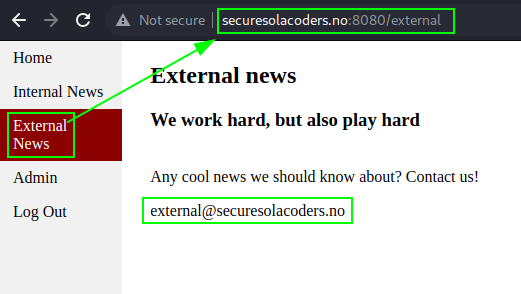 Not secure | securesolacoders.no:8080/external
Home
Internal News
External
News
Admin
Log Out
External news
We work hard, but also play hard
Any cool news we should know about? Contact us!
external@securesolacoders.no